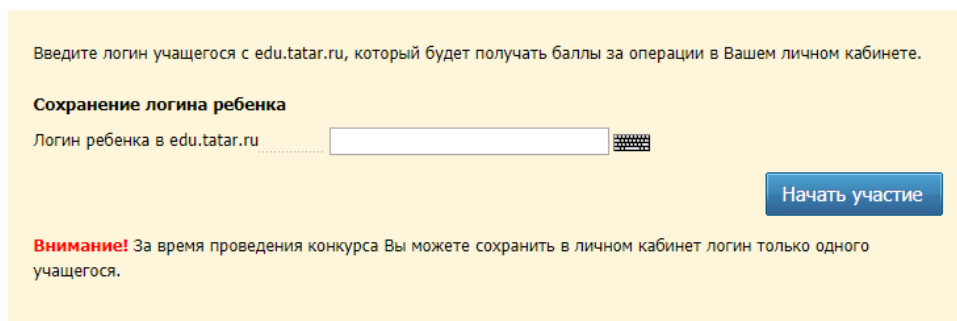 Введите логин учащегося с edu.tatar.ru, который будет получать баллы за операции в Вашем личном кабинете.
Сохранение логина ребенка
Логин ребенка в edu.tatar.ru
Начать участие
Внимание! За время проведения конкурса Вы можете сохранить в личном кабинет логин только одного
учащегося.